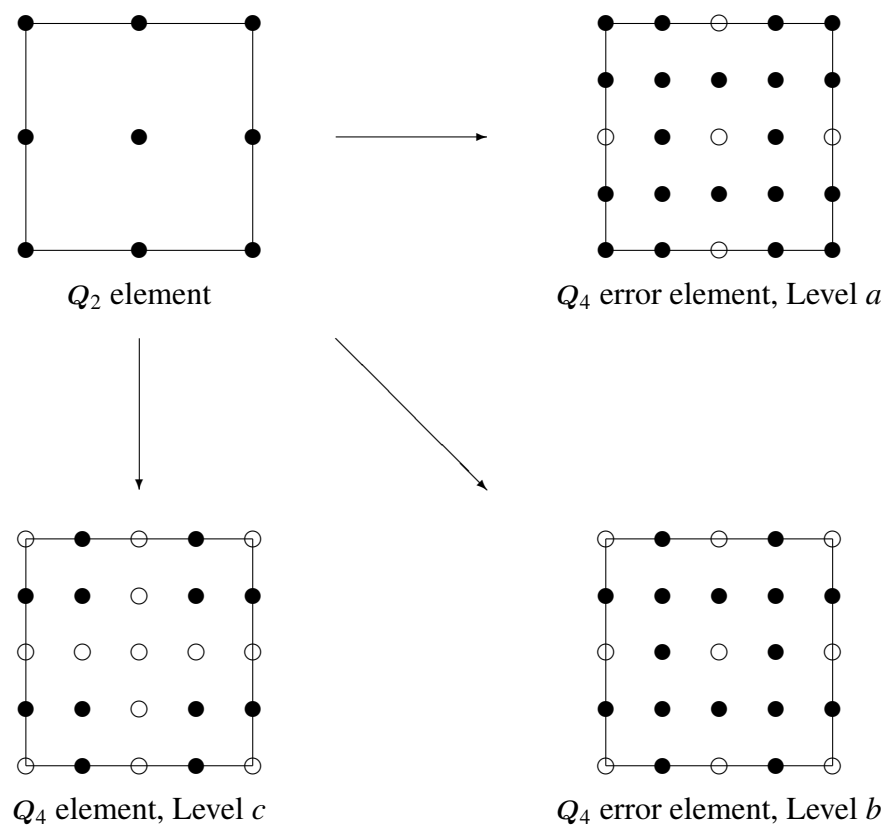 Q₂ element
Q₄ error element, Level a
Q₄ element, Level c
Q₄ error element, Level b